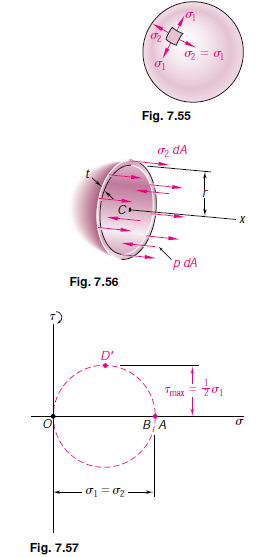 σ1
σ2
σ2 = σ1
σ1
Fig. 7.55
σ2 dA
t
r
C
x
p dA
Fig. 7.56
τ
D'
τmax = 1/2 σ1
O
B A
σ
σ1 = σ2
Fig. 7.57